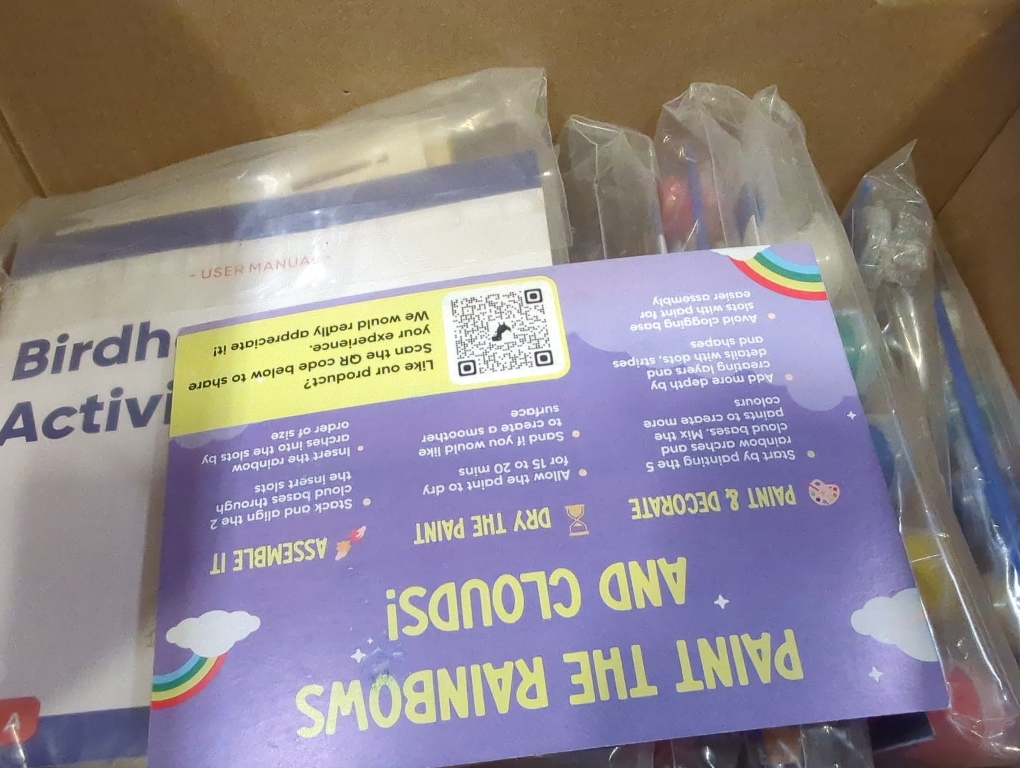 - USER MANUAL -
Birdh
Activi
A
PAINT THE RAINBOWS
AND CLOUDS!
PAINT & DECORATE
Start by painting the 5
rainbow arches and
cloud bases. Mix the
paints to create more
colours
Add more depth by
creating layers and
details with dots, stripes
and shapes
Avoid clogging base
slots with paint for
easier assembly
DRY THE PAINT
Allow the paint to dry
for 15 to 20 mins
Sand if you would like
to create a smoother
surface
ASSEMBLE IT
Stack and align the 2
cloud bases through
the insert slots
Insert the rainbow
arches into the slots by
order of size
Like our product?
Scan the QR code below to share
your experience.
We would really appreciate it!